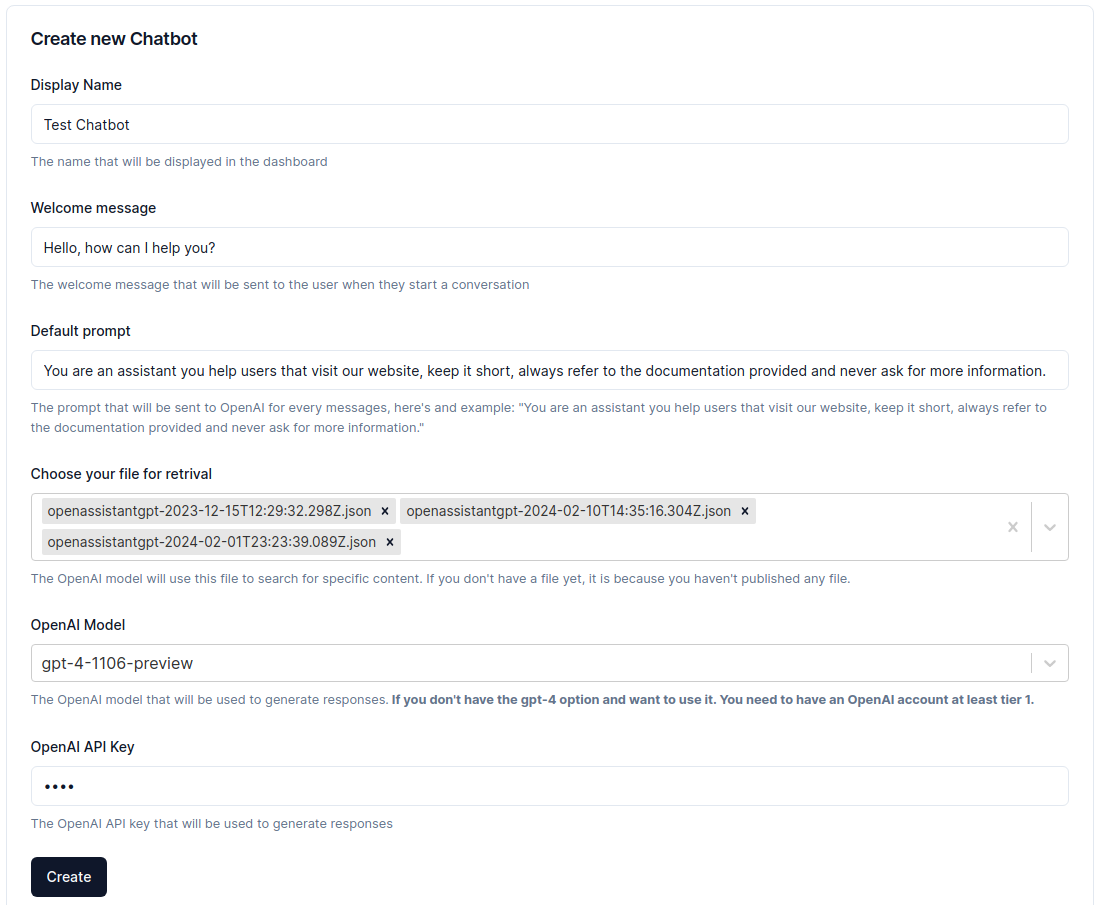 Create new Chatbot
Display Name
Test Chatbot
The name that will be displayed in the dashboard
Welcome message
Hello, how can I help you?
The welcome message that will be sent to the user when they start a conversation
Default prompt
You are an assistant you help users that visit our website, keep it short, always refer to the documentation provided and never ask for more information.
The prompt that will be sent to OpenAI for every messages, here's and example: "You are an assistant you help users that visit our website, keep it short, always refer to
the documentation provided and never ask for more information."
Choose your file for retrival
openassistantgpt-2023-12-15T12:29:32.298Z.json × openassistantgpt-2024-02-10T14:35:16.304Z.json ×
openassistantgpt-2024-02-01T23:23:39.089Z.json ×
The OpenAI model will use this file to search for specific content. If you don't have a file yet, it is because you haven't published any file.
OpenAI Model
gpt-4-1106-preview
The OpenAI model that will be used to generate responses. If you don't have the gpt-4 option and want to use it. You need to have an OpenAI account at least tier 1.
OpenAI API Key
••••
The OpenAI API key that will be used to generate responses
Create